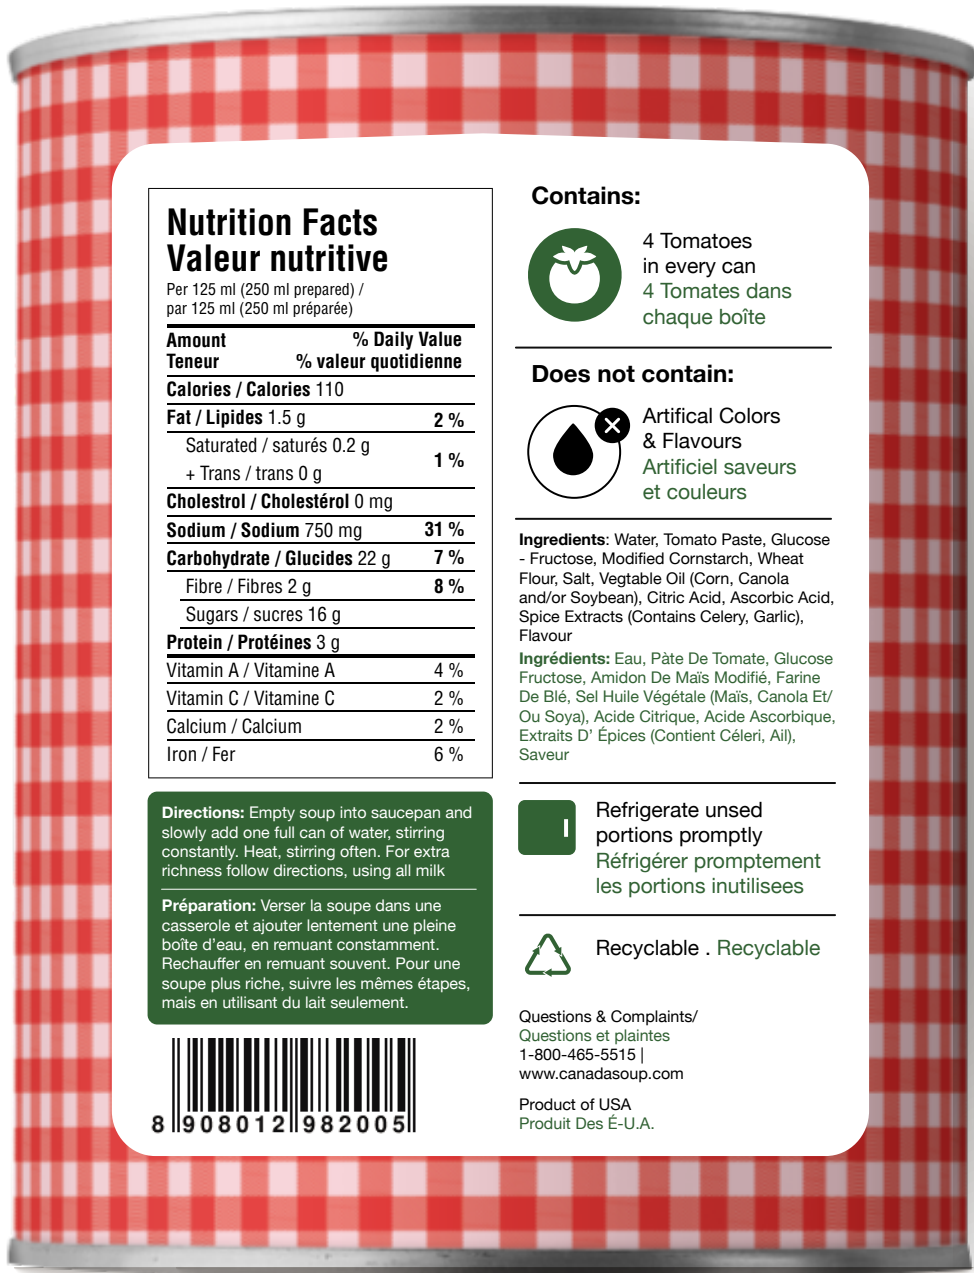 Nutrition Facts
Valeur nutritive
Per 125 ml (250 ml prepared) /
par 125 ml (250 ml préparée)
Amount % Daily Value
Teneur % valeur quotidienne
Calories / Calories 110
Fat / Lipides 1.5 g 2 %
Saturated / saturés 0.2 g
+ Trans / trans 0 g 1 %
Cholestrol / Cholestérol 0 mg
Sodium / Sodium 750 mg 31 %
Carbohydrate / Glucides 22 g 7 %
Fibre / Fibres 2 g 8 %
Sugars / sucres 16 g
Protein / Protéines 3 g
Vitamin A / Vitamine A 4 %
Vitamin C / Vitamine C 2 %
Calcium / Calcium 2 %
Iron / Fer 6 %
Directions: Empty soup into saucepan and
slowly add one full can of water, stirring
constantly. Heat, stirring often. For extra
richness follow directions, using all milk
Préparation: Verser la soupe dans une
casserole et ajouter lentement une pleine
boîte d'eau, en remuant constamment.
Rechauffer en remuant souvent. Pour une
soupe plus riche, suivre les mêmes étapes,
mais en utilisant du lait seulement.
8 908012 982005
Contains:
4 Tomatoes
in every can
4 Tomates dans
chaque boîte
Does not contain:
Artifical Colors
& Flavours
Artificiel saveurs
et couleurs
Ingredients: Water, Tomato Paste, Glucose
- Fructose, Modified Cornstarch, Wheat
Flour, Salt, Vegtable Oil (Corn, Canola
and/or Soybean), Citric Acid, Ascorbic Acid,
Spice Extracts (Contains Celery, Garlic),
Flavour
Ingrédients: Eau, Pàte De Tomate, Glucose
Fructose, Amidon De Maïs Modifié, Farine
De Blé, Sel Huile Végétale (Maïs, Canola Et/
Ou Soya), Acide Citrique, Acide Ascorbique,
Extraits D' Épices (Contient Céleri, Ail),
Saveur
Refrigerate unsed
portions promptly
Réfrigérer promptement
les portions inutilisees
Recyclable . Recyclable
Questions & Complaints/
Questions et plaintes
1-800-465-5515 |
www.canadasoup.com
Product of USA
Produit Des É-U.A.